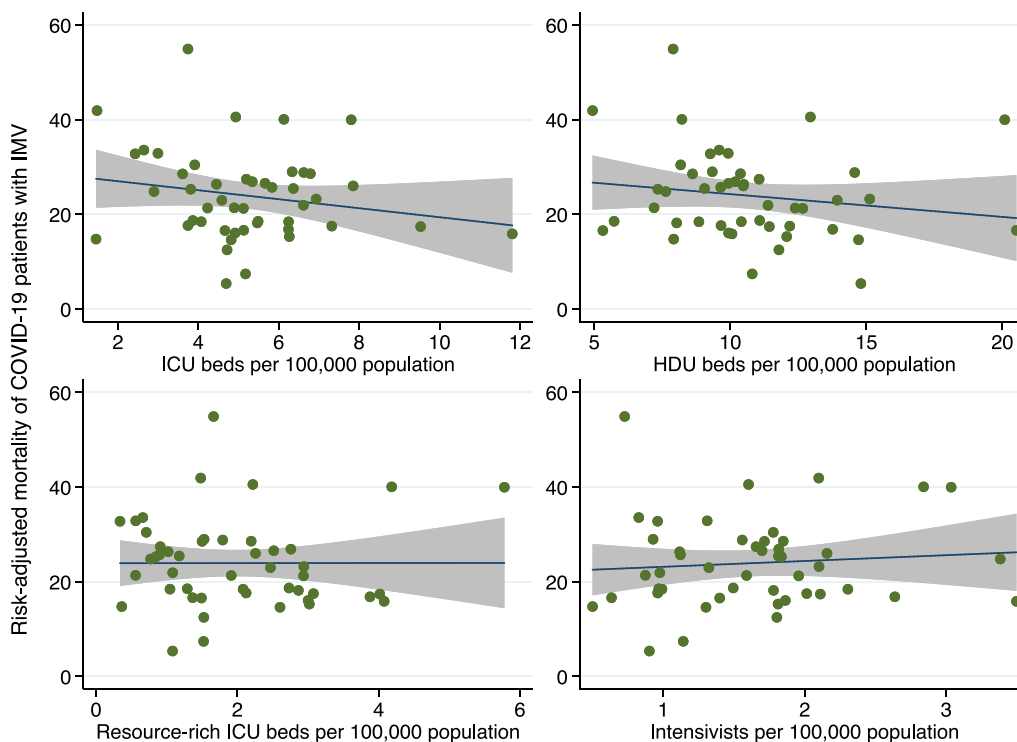 Risk-adjusted mortality of COVID-19 patients with IMV
60
40
20
0
2 4 6 8 10 12
ICU beds per 100,000 population
60
40
20
0
5 10 15 20
HDU beds per 100,000 population
60
40
20
0
0 2 4 6
Resource-rich ICU beds per 100,000 population
60
40
20
0
1 2 3
Intensivists per 100,000 population